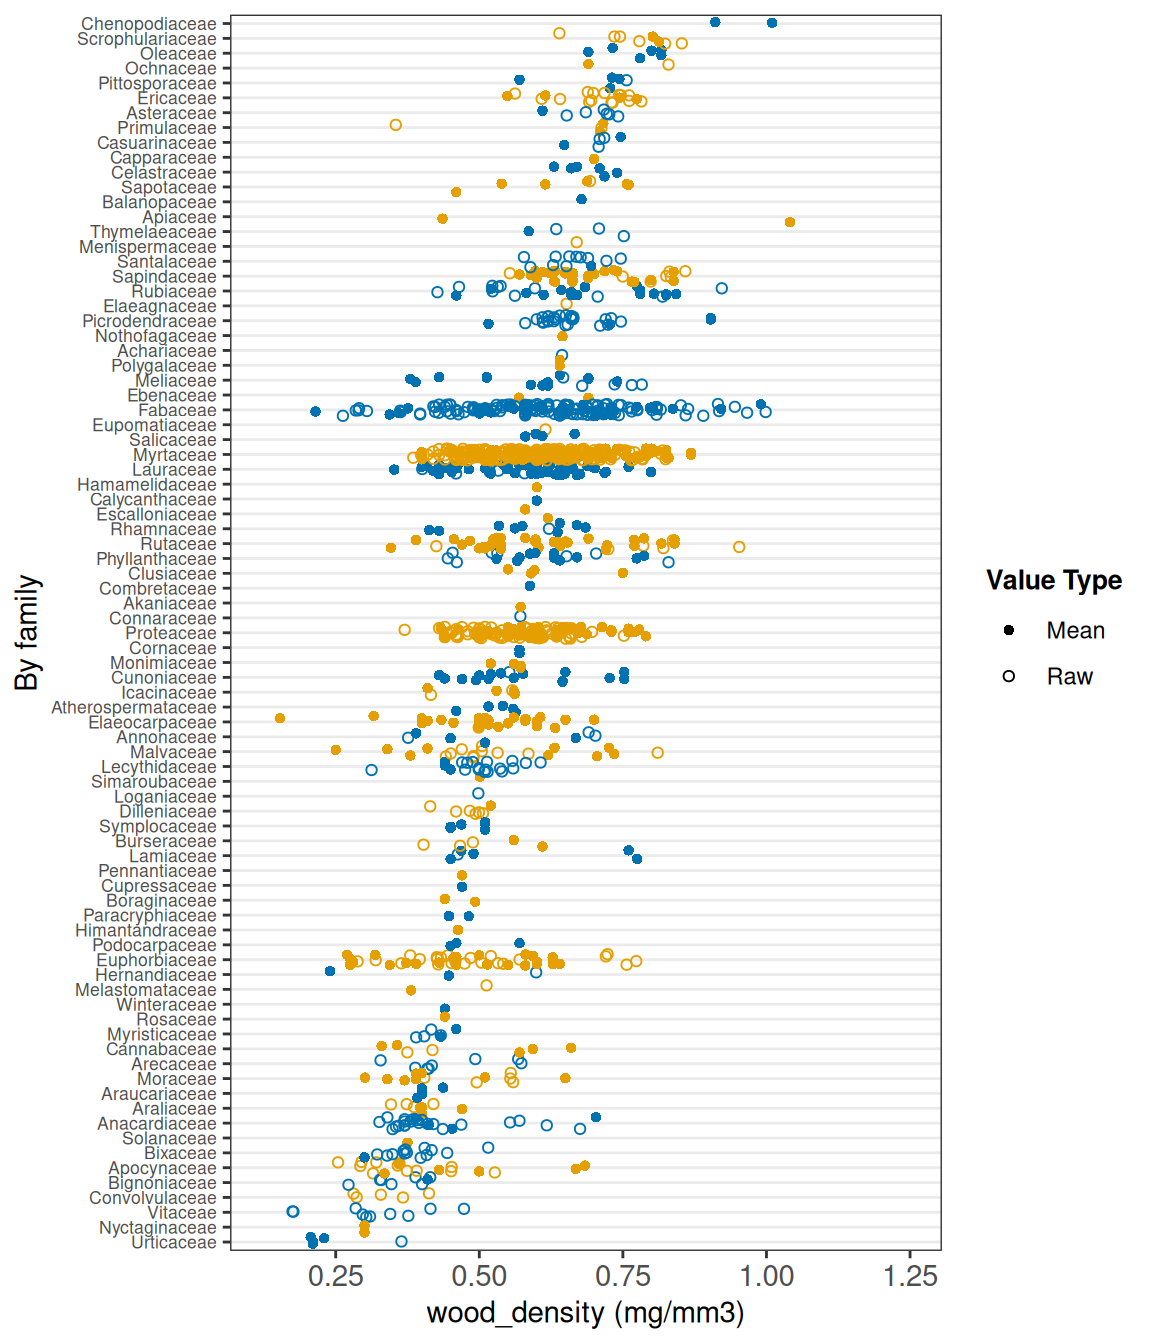 Chenopodiaceae
Scrophulariaceae
Oleaceae
Ochnaceae
Pittosporaceae
Ericaceae
Asteraceae
Primulaceae
Casuarinaceae
Capparaceae
Celastraceae
Sapotaceae
Balanopaceae
Apiaceae
Thymelaeaceae
Menispermaceae
Santalaceae
Sapindaceae
Rubiaceae
Elaeagnaceae
Picrodendraceae
Nothofagaceae
Achariaceae
Polygalaceae
Meliaceae
Ebenaceae
Fabaceae
Eupomatiaceae
Salicaceae
Myrtaceae
Lauraceae
Hamamelidaceae
Calycanthaceae
Escalloniaceae
Rhamnaceae
Rutaceae
Phyllanthaceae
Clusiaceae
Combretaceae
Akaniaceae
Connaraceae
Proteaceae
Cornaceae
Monimiaceae
Cunoniaceae
Icacinaceae
Atherospermataceae
Elaeocarpaceae
Annonaceae
Malvaceae
Lecythidaceae
Simaroubaceae
Loganiaceae
Dilleniaceae
Symplocaceae
Burseraceae
Lamiaceae
Pennantiaceae
Cupressaceae
Boraginaceae
Paracryphiaceae
Himantandraceae
Podocarpaceae
Euphorbiaceae
Hernandiaceae
Melastomataceae
Winteraceae
Rosaceae
Myristicaceae
Cannabaceae
Arecaceae
Moraceae
Araucariaceae
Araliaceae
Anacardiaceae
Solanaceae
Bixaceae
Apocynaceae
Bignoniaceae
Convolvulaceae
Vitaceae
Nyctaginaceae
Urticaceae
0.25 0.50 0.75 1.00 1.25
wood_density (mg/mm3)
By family
Value Type
Mean
Raw